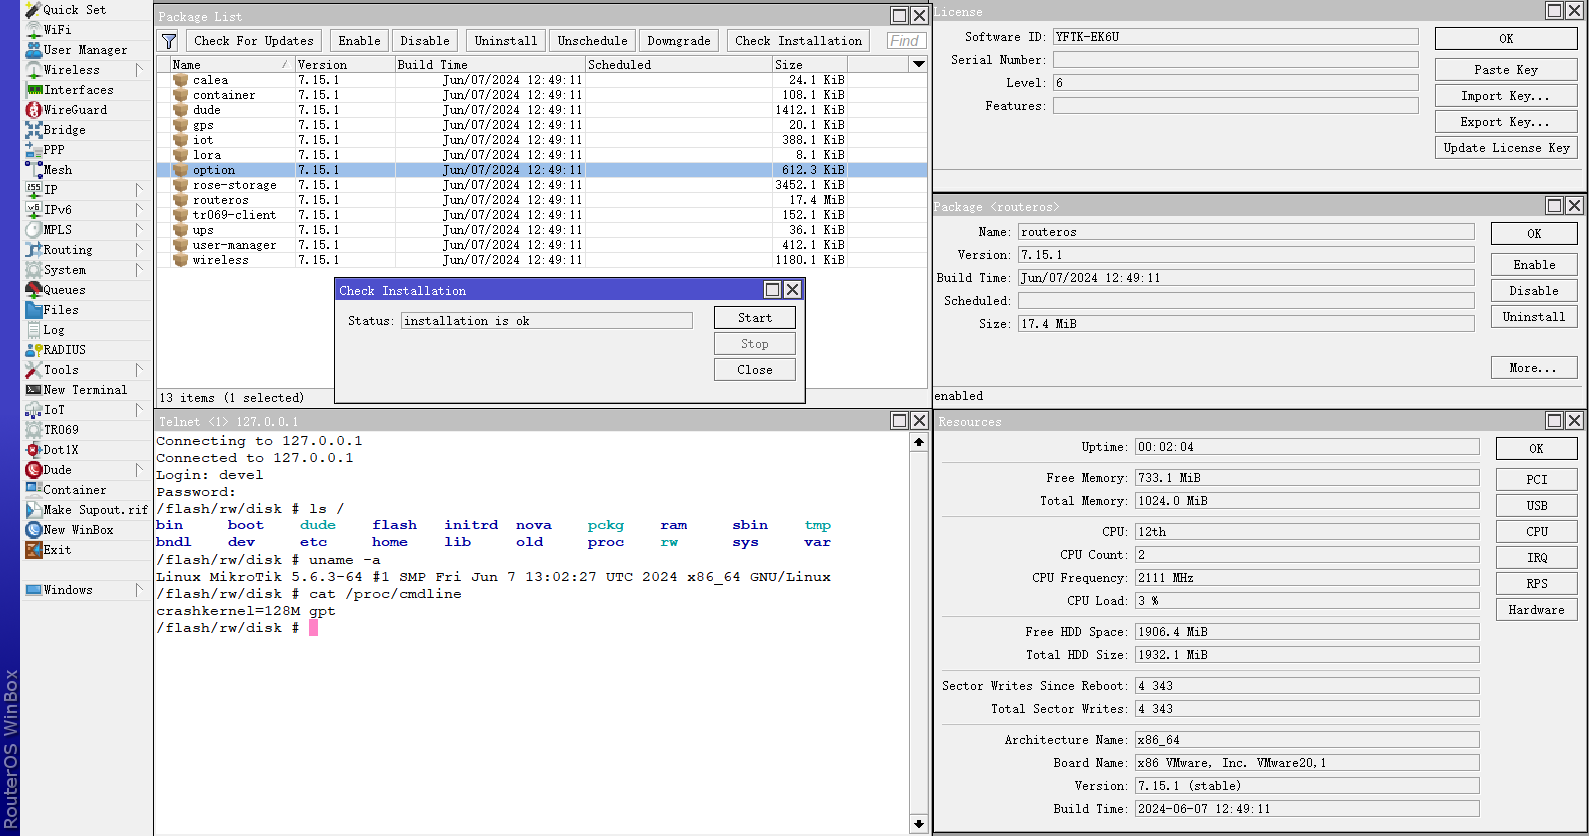 Quick Set
WiFi
User Manager
Wireless
Interfaces
WireGuard
Bridge
PPP
Mesh
IP
IPv6
MPLS
Routing
System
Queues
Files
Log
RADIUS
Tools
New Terminal
IoT
TR069
Dot1X
Dude
Container
Make Supout.rif
New WinBox
Exit
Windows
RouterOS WinBox
Package List
Check For Updates Enable Disable Uninstall Unschedule Downgrade Check Installation Find
Name Version Build Time Scheduled Size
calea 7.15.1 Jun/07/2024 12:49:11 24.1 KiB
container 7.15.1 Jun/07/2024 12:49:11 108.1 KiB
dude 7.15.1 Jun/07/2024 12:49:11 1412.1 KiB
gps 7.15.1 Jun/07/2024 12:49:11 20.1 KiB
iot 7.15.1 Jun/07/2024 12:49:11 388.1 KiB
lora 7.15.1 Jun/07/2024 12:49:11 8.1 KiB
option 7.15.1 Jun/07/2024 12:49:11 612.3 KiB
rose-storage 7.15.1 Jun/07/2024 12:49:11 3452.1 KiB
routeros 7.15.1 Jun/07/2024 12:49:11 17.4 MiB
tr069-client 7.15.1 Jun/07/2024 12:49:11 152.1 KiB
ups 7.15.1 Jun/07/2024 12:49:11 36.1 KiB
user-manager 7.15.1 Jun/07/2024 12:49:11 412.1 KiB
wireless 7.15.1 Jun/07/2024 12:49:11 1180.1 KiB
Check Installation
Status: installation is ok
Start
Stop
Close
13 items (1 selected)
Telnet <1> 127.0.0.1
Connecting to 127.0.0.1
Connected to 127.0.0.1
Login: devel
Password:
/flash/rw/disk # ls /
bin boot dude flash initrd nova pckg ram sbin tmp
bndl dev etc home lib old proc rw sys var
/flash/rw/disk # uname -a
Linux MikroTik 5.6.3-64 #1 SMP Fri Jun 7 13:02:27 UTC 2024 x86_64 GNU/Linux
/flash/rw/disk # cat /proc/cmdline
crashkernel=128M gpt
/flash/rw/disk #
License
Software ID: YFTK-EK6U
Serial Number:
Level: 6
Features:
OK
Paste Key
Import Key...
Export Key...
Update License Key
Package <routeros>
Name: routeros
Version: 7.15.1
Build Time: Jun/07/2024 12:49:11
Scheduled:
Size: 17.4 MiB
OK
Enable
Disable
Uninstall
More...
enabled
Resources
Uptime: 00:02:04
Free Memory: 733.1 MiB
Total Memory: 1024.0 MiB
CPU: 12th
CPU Count: 2
CPU Frequency: 2111 MHz
CPU Load: 3 %
Free HDD Space: 1906.4 MiB
Total HDD Size: 1932.1 MiB
Sector Writes Since Reboot: 4 343
Total Sector Writes: 4 343
Architecture Name: x86_64
Board Name: x86 VMware, Inc. VMware20,1
Version: 7.15.1 (stable)
Build Time: 2024-06-07 12:49:11
OK
PCI
USB
CPU
IRQ
RPS
Hardware